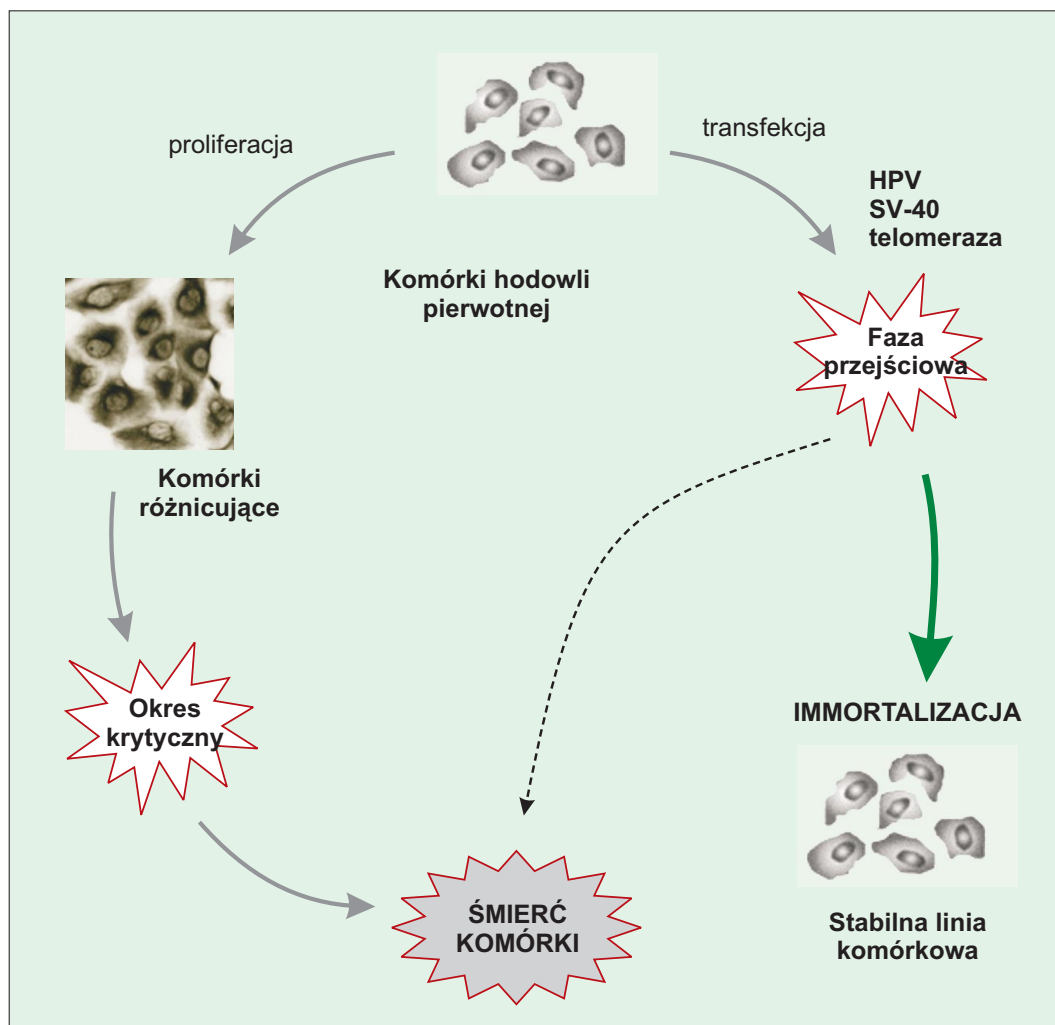 proliferacja
transfekcja
HPV
SV-40
telomeraza
Komórki hodowli
pierwotnej
Faza
przejściowa
Komórki
różnicujące
Okres
krytyczny
IMMORTALIZACJA
ŚMIERĆ
KOMÓRKI
Stabilna linia
komórkowa